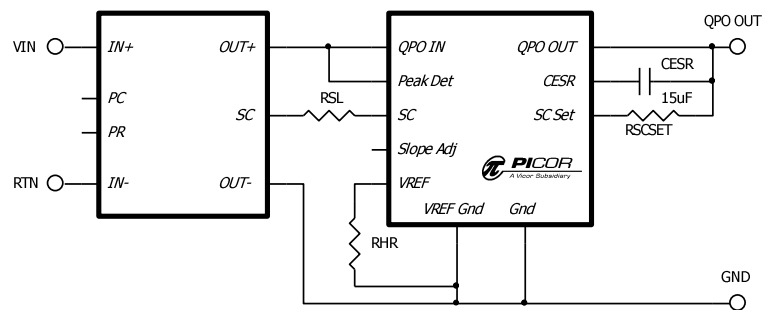 QPO OUT
VIN
IN+
OUT+
QPO IN
QPO OUT
CESR
Peak Det
CESR
PC
RSL
15uF
SC
SC
SC Set
PR
RSCSET
Slope Adj
PICOR
A Vicor Subsidiary
RTN
IN-
OUT-
VREF
VREF Gnd
Gnd
RHR
GND